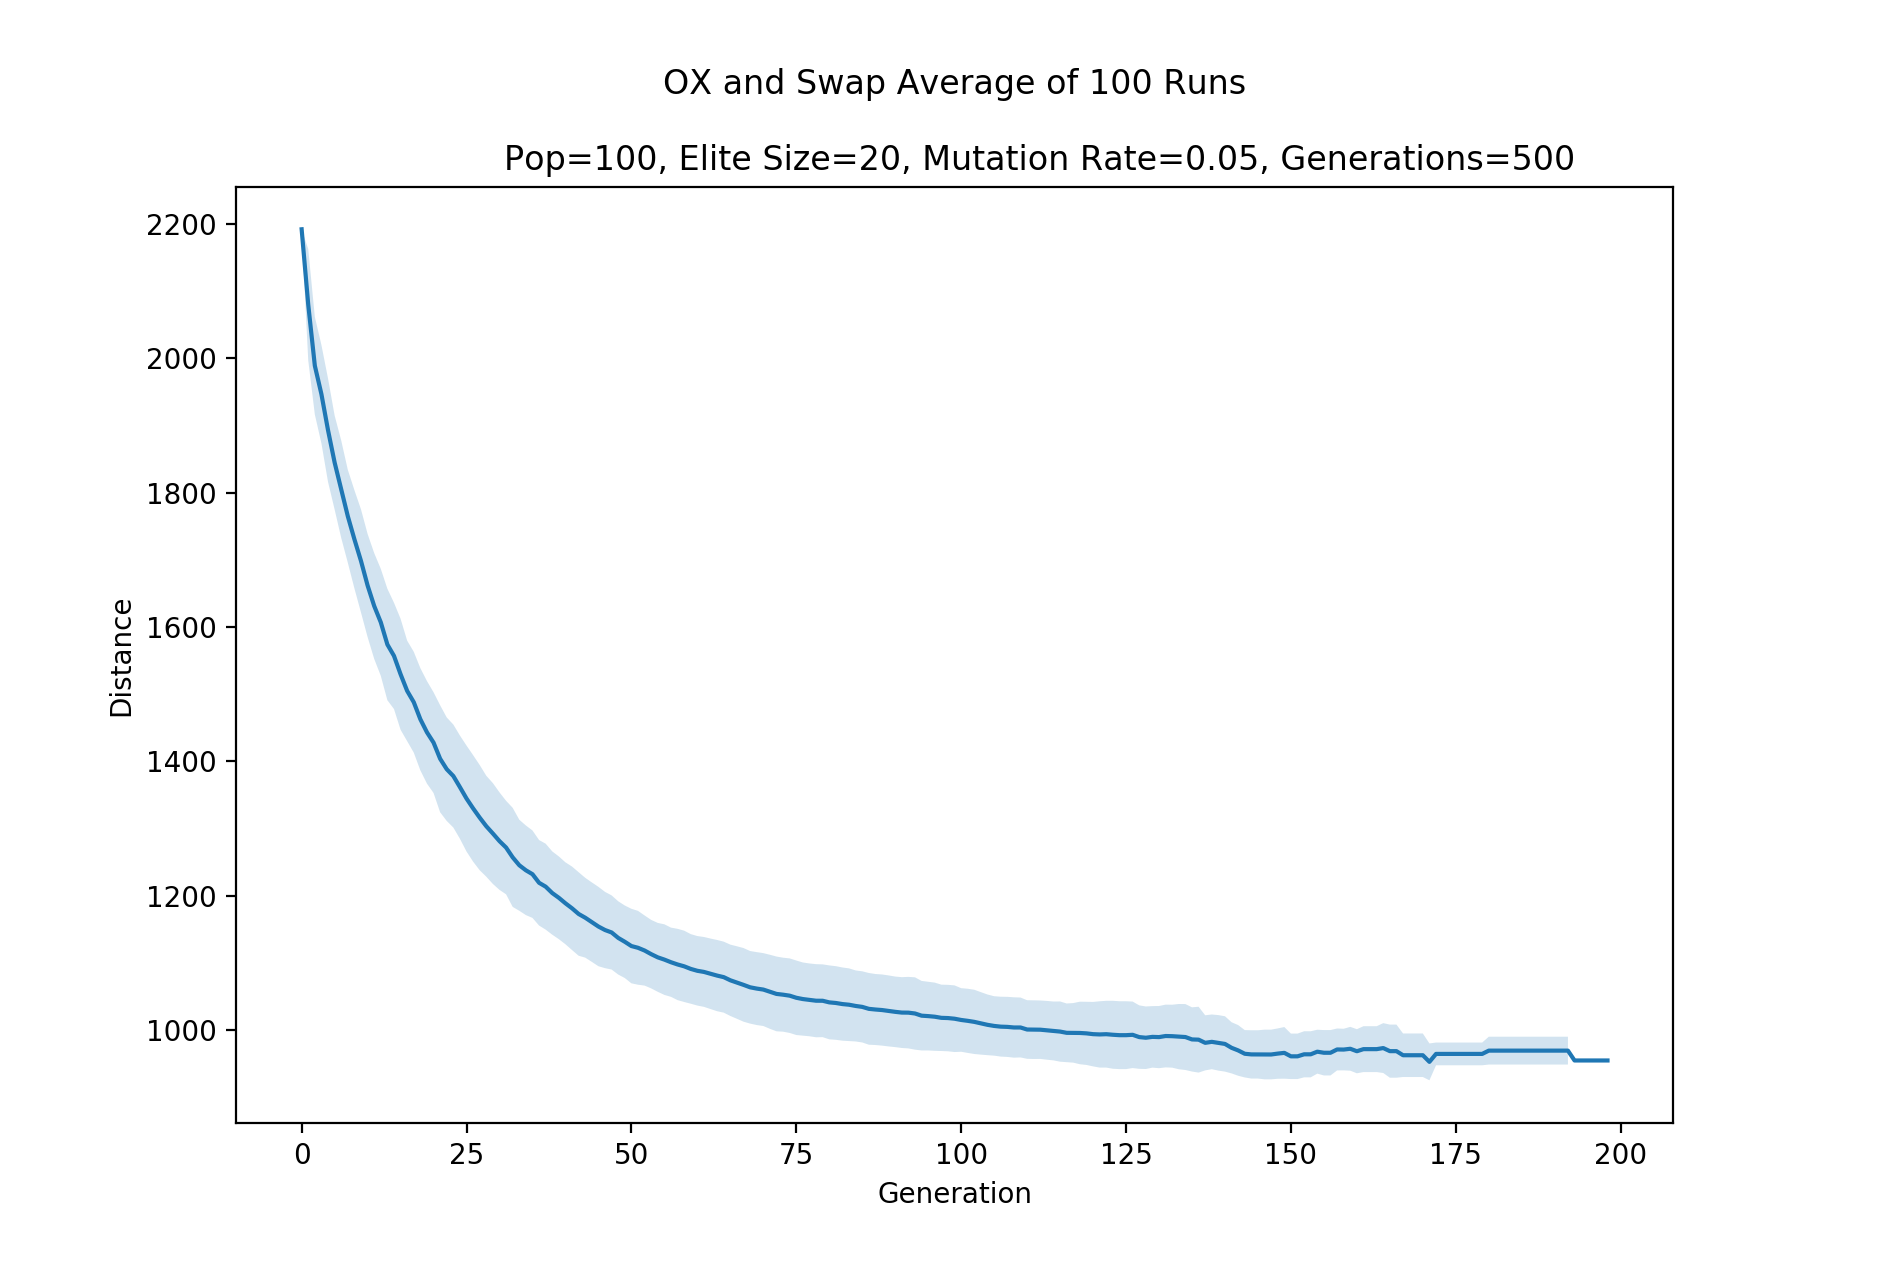 OX and Swap Average of 100 Runs
Pop=100, Elite Size=20, Mutation Rate=0.05, Generations=500
2200
2000
1800
1600
1400
1200
1000
Distance
0 25 50 75 100 125 150 175 200
Generation